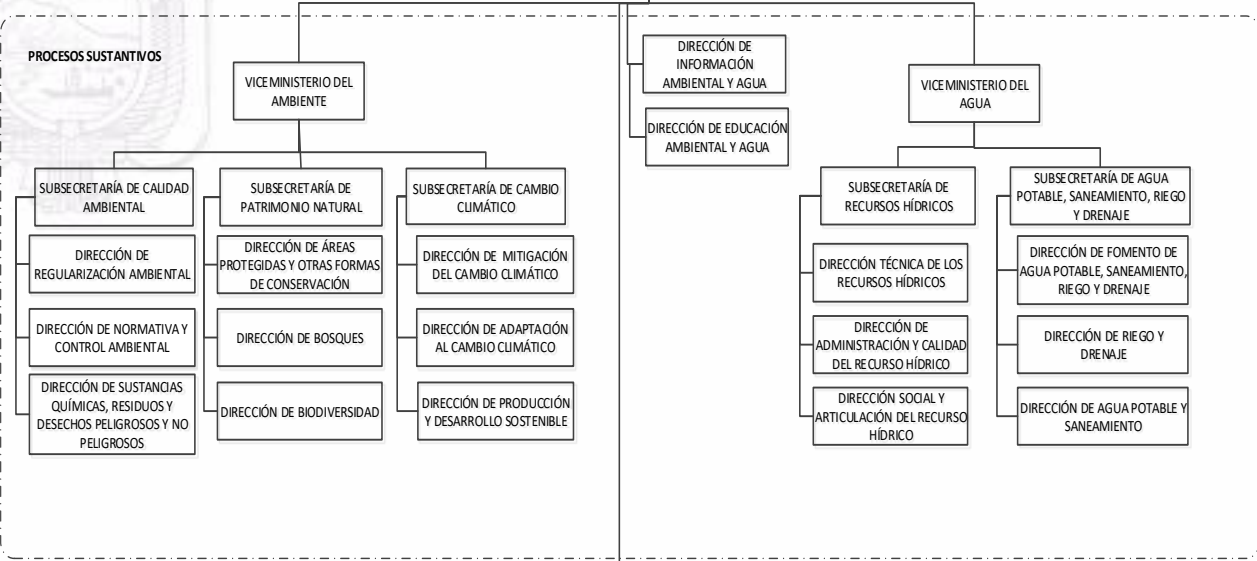 PROCESOS SUSTANTIVOS
VICEMINISTERIO DEL
AMBIENTE
SUBSECRETARÍA DE CALIDAD
AMBIENTAL
DIRECCIÓN DE
REGULARIZACIÓN AMBIENTAL
DIRECCIÓN DE NORMATIVA Y
CONTROL AMBIENTAL
DIRECCIÓN DE SUSTANCIAS
QUÍMICAS, RESIDUOS Y
DESECHOS PELIGROSOS Y NO
PELIGROSOS
SUBSECRETARÍA DE
PATRIMONIO NATURAL
DIRECCIÓN DE ÁREAS
PROTEGIDAS Y OTRAS FORMAS
DE CONSERVACIÓN
DIRECCIÓN DE BOSQUES
DIRECCIÓN DE BIODIVERSIDAD
SUBSECRETARÍA DE CAMBIO
CLIMÁTICO
DIRECCIÓN DE MITIGACIÓN
DEL CAMBIO CLIMÁTICO
DIRECCIÓN DE ADAPTACIÓN
AL CAMBIO CLIMÁTICO
DIRECCIÓN DE PRODUCCIÓN
Y DESARROLLO SOSTENIBLE
DIRECCIÓN DE
INFORMACIÓN
AMBIENTAL Y AGUA
DIRECCIÓN DE EDUCACIÓN
AMBIENTAL Y AGUA
VICEMINISTERIO DEL
AGUA
SUBSECRETARÍA DE
RECURSOS HÍDRICOS
DIRECCIÓN TÉCNICA DE LOS
RECURSOS HÍDRICOS
DIRECCIÓN DE
ADMINISTRACIÓN Y CALIDAD
DEL RECURSO HÍDRICO
DIRECCIÓN SOCIAL Y
ARTICULACIÓN DEL RECURSO
HÍDRICO
SUBSECRETARÍA DE AGUA
POTABLE, SANEAMIENTO, RIEGO
Y DRENAJE
DIRECCIÓN DE FOMENTO DE
AGUA POTABLE, SANEAMIENTO,
RIEGO Y DRENAJE
DIRECCIÓN DE RIEGO Y
DRENAJE
DIRECCIÓN DE AGUA POTABLE Y
SANEAMIENTO